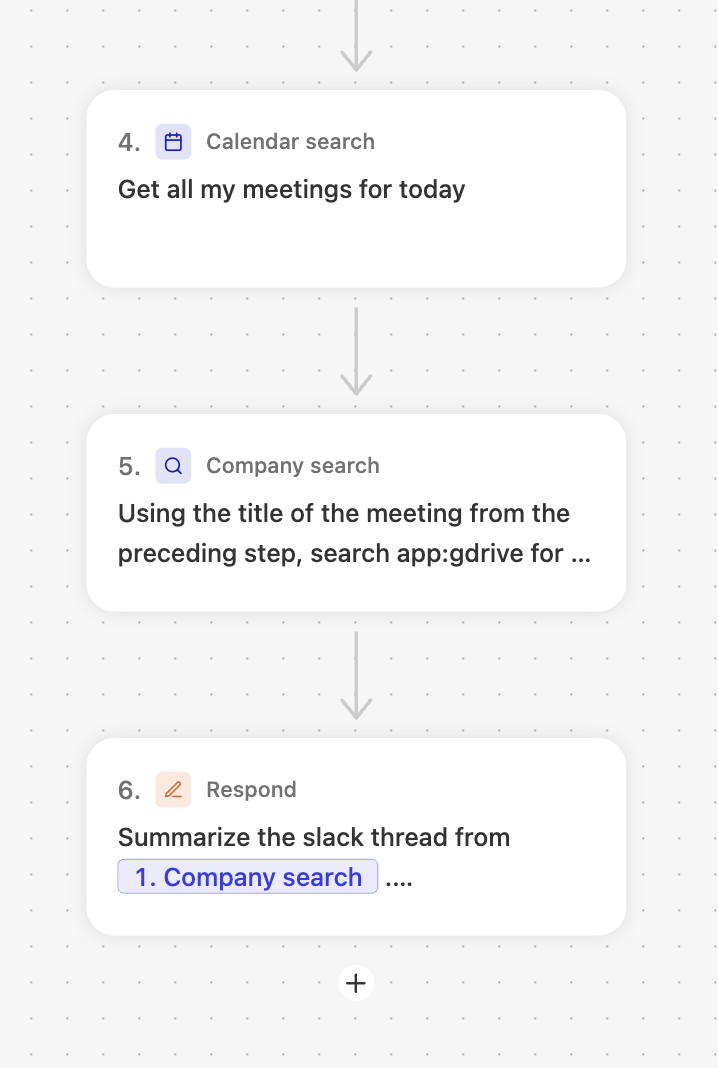 4. Calendar search
Get all my meetings for today
5. Company search
Using the title of the meeting from the
preceding step, search app:gdrive for ...
6. Respond
Summarize the slack thread from
1. Company search ....